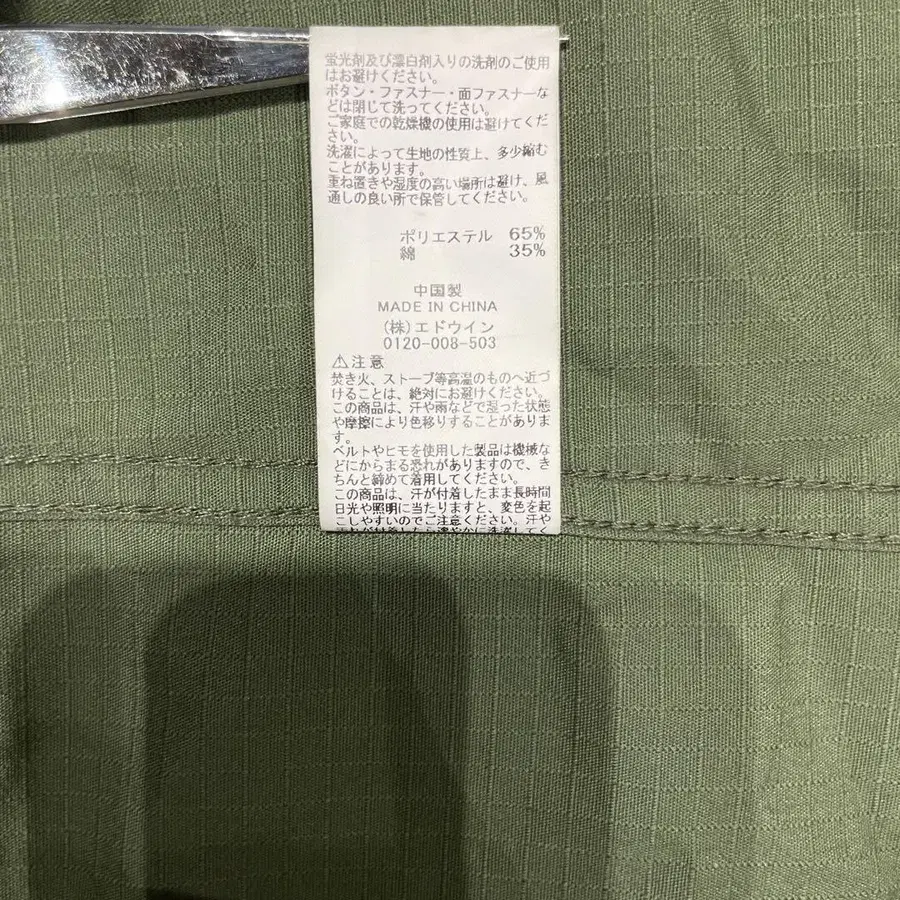 蛍光剤及び漂白剤入りの洗剤のご使用
はお避けください。
ボタン・ファスナー・面ファスナーな
どは閉じて洗ってください。
ご家庭での乾燥機の使用は避けてくだ
さい。
洗濯によって生地の性質上、多少縮む
ことがあります。
重ね置きや湿度の高い場所は避け、風
通しの良い所で保管してください。
ポリエステル 65%
綿 35%
中国製
MADE IN CHINA
(株)エドウイン
0120-008-503
⚠注意
焚き火、ストーブ等高温のものへ近づ
けることは、絶対にお避けください。
この商品は、汗や雨などで湿った状態
や摩擦により色移りすることがありま
す。
ベルトやヒモを使用した製品は機械な
どにからまる恐れがありますので、き
ちんと締めて着用してください。
この商品は、汗が付着したまま長時間
日光や照明に当たりますと、変色を起
こしやすいのでご注意ください。汗や